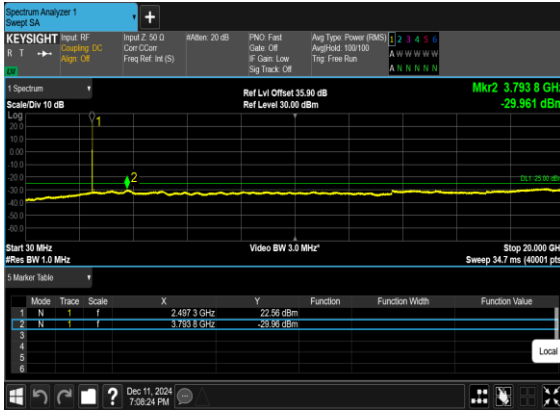 Spectrum Analyzer 1
Swept SA
+
KEYSIGHT Input: RF Input Z: 50 Ω #Atten: 20 dB PNO: Fast Avg Type: Power (RMS) 1 2 3 4 5 6
R T Coupling: DC Corr CCorr Gate: Off Avg|Hold: 100/100 A W W W W W
Align: Off Freq Ref: Int (S) IF Gain: Low Trig: Free Run
LXI Sig Track: Off A N N N N N
1 Spectrum
Scale/Div 10 dB
Ref Lvl Offset 35.90 dB
Ref Level 30.00 dBm
Mkr2 3.793 8 GHz
-29.961 dBm
Log
20.0
10.0
0.00
-10.0
-20.0
-30.0
-40.0
-50.0
-60.0
1
2
DL1 -25.00 dBm
Start 30 MHz Video BW 3.0 MHz* Stop 20.000 GH
#Res BW 1.0 MHz Sweep 34.7 ms (40001 pts
5 Marker Table
Mode Trace Scale X Y Function Function Width Function Value
1 N 1 f 2.497 3 GHz 22.56 dBm
2 N 1 f 3.793 8 GHz -29.96 dBm
3
4
5
6
Local
?
Dec 11, 2024
7:08:24 PM